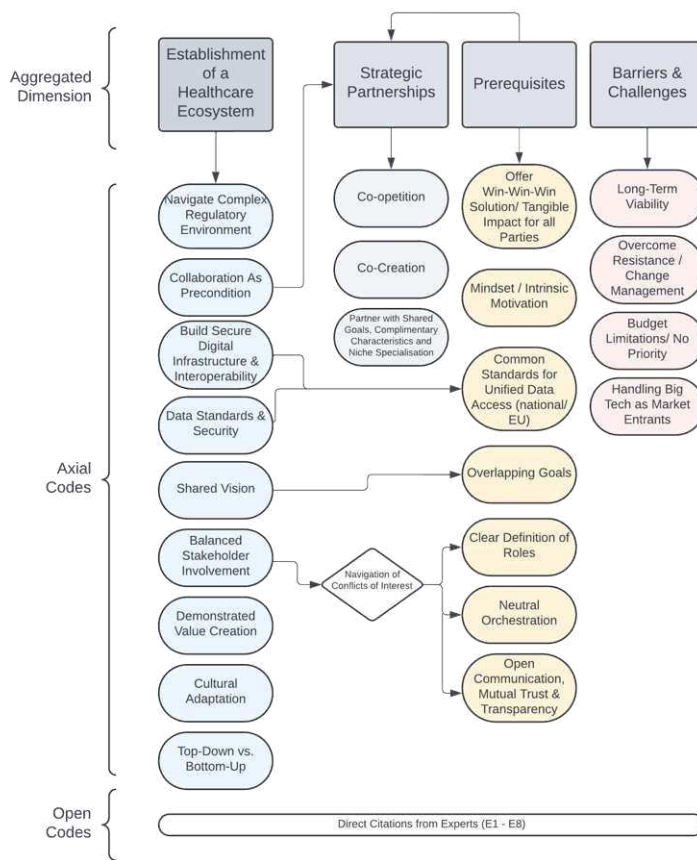 Aggregated
Dimension
Establishment
of a
Healthcare
Ecosystem
Strategic
Partnerships
Prerequisites
Barriers &
Challenges
Axial
Codes
Navigate Complex
Regulatory
Environment
Collaboration As
Precondition
Build Secure
Digital
Infrastructure &
Interoperability
Data Standards &
Security
Shared Vision
Balanced
Stakeholder
Involvement
Demonstrated
Value Creation
Cultural
Adaptation
Top-Down vs.
Bottom-Up
Co-opetition
Co-Creation
Partner with Shared
Goals, Complimentary
Characteristics and
Niche Specialisation
Navigation of
Conflicts of Interest
Offer
Win-Win-Win
Solution/ Tangible
Impact for all
Parties
Mindset / Intrinsic
Motivation
Common
Standards for
Unified Data
Access (national/
EU)
Overlapping Goals
Clear Definition of
Roles
Neutral
Orchestration
Open
Communication,
Mutual Trust &
Transparency
Long-Term
Viability
Overcome
Resistance /
Change
Management
Budget
Limitations/ No
Priority
Handling Big
Tech as Market
Entrants
Open
Codes
Direct Citations from Experts (E1 - E8)